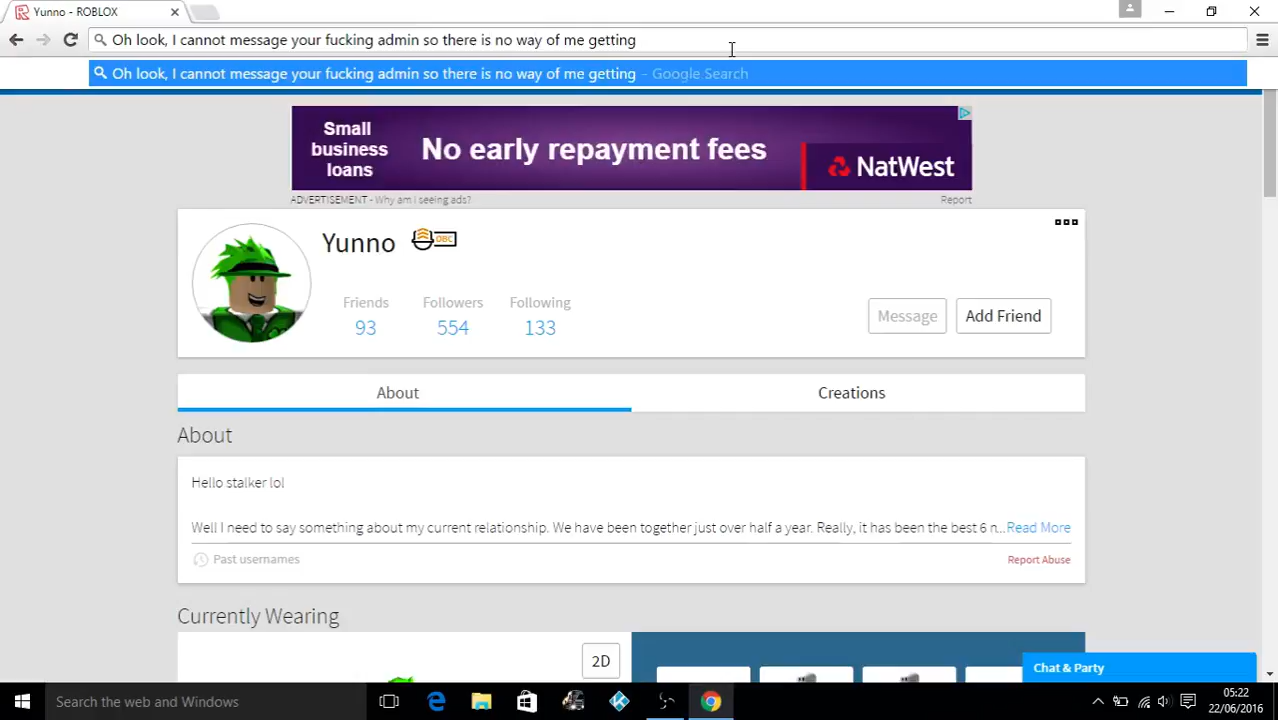 Yunno - ROBLOX
Oh look, I cannot message your fucking admin so there is no way of me getting
Oh look, I cannot message your fucking admin so there is no way of me getting - Google Search
Small
business
loans
No early repayment fees
NatWest
ADVERTISEMENT - Why am I seeing ads?
Report
Yunno
OBC
Friends
Followers
Following
93
554
133
Message
Add Friend
About
Creations
About
Hello stalker lol
Well I need to say something about my current relationship. We have been together just over half a year. Really, it has been the best 6 n...Read More
Past usernames
Report Abuse
Currently Wearing
2D
Chat & Party
Search the web and Windows
05:22
22/06/2016